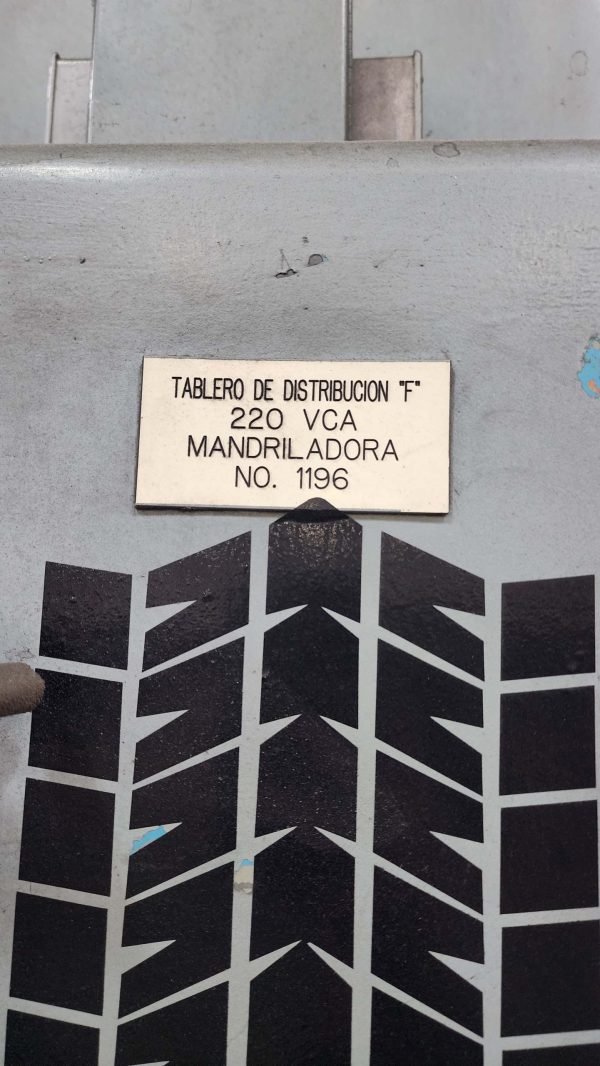 TABLERO DE DISTRIBUCION "F"
220 VCA
MANDRILADORA
NO. 1196